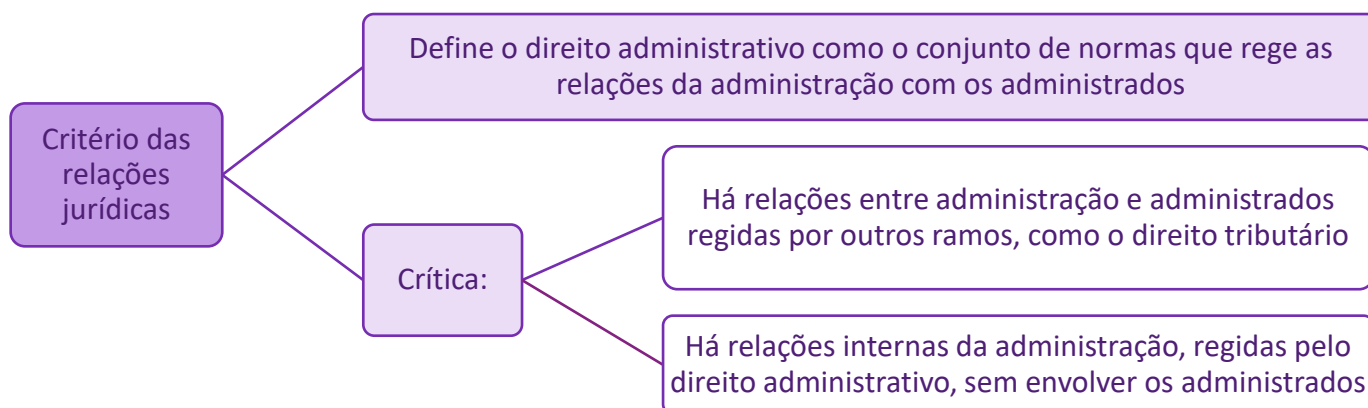 Define o direito administrativo como o conjunto de normas que rege as
relações da administração com os administrados
Critério das
relações
jurídicas
Há relações entre administração e administrados
regidas por outros ramos, como o direito tributário
Crítica:
Há relações internas da administração, regidas pelo
direito administrativo, sem envolver os administrados